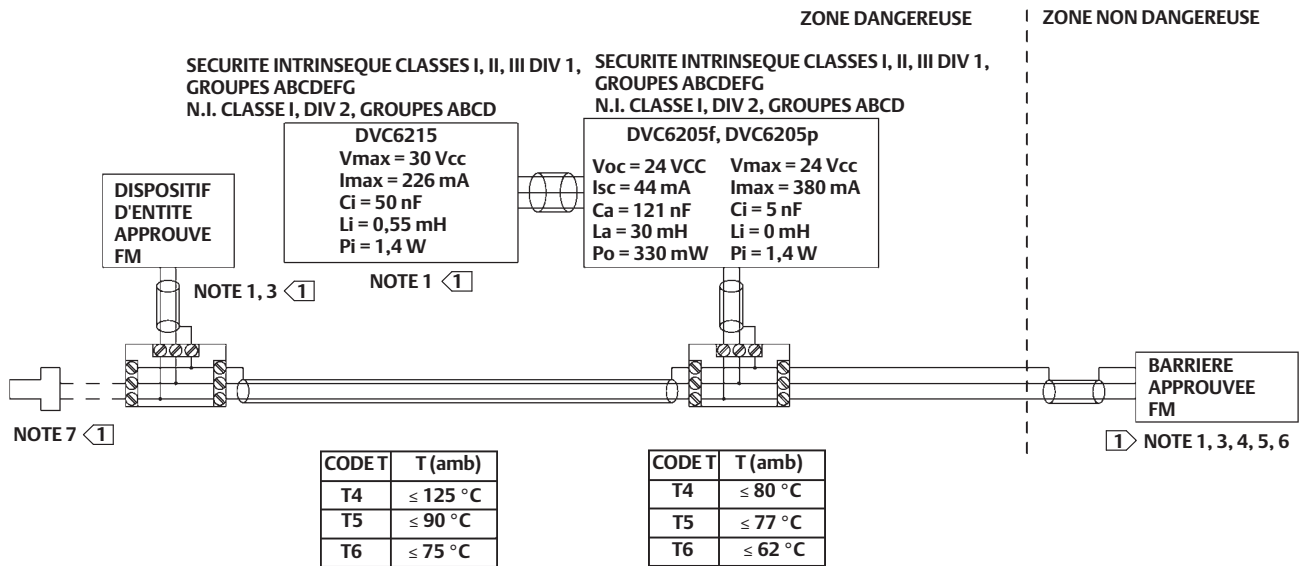 ZONE DANGEREUSE
ZONE NON DANGEREUSE
SECURITE INTRINSEQUE CLASSES I, II, III DIV 1,
GROUPES ABCDEFG
N.I. CLASSE I, DIV 2, GROUPES ABCD
SECURITE INTRINSEQUE CLASSES I, II, III DIV 1,
GROUPES ABCDEFG
N.I. CLASSE I, DIV 2, GROUPES ABCD
DISPOSITIF
D'ENTITE
APPROUVE
FM
NOTE 1, 3 1
DVC6215
Vmax = 30 Vcc
Imax = 226 mA
Ci = 50 nF
Li = 0,55 mH
Pi = 1,4 W
NOTE 1 1
DVC6205f, DVC6205p
Voc = 24 VCC
Isc = 44 mA
Ca = 121 nF
La = 30 mH
Po = 330 mW
Vmax = 24 Vcc
Imax = 380 mA
Ci = 5 nF
Li = 0 mH
Pi = 1,4 W
BARRIERE
APPROUVEE
FM
1 NOTE 1, 3, 4, 5, 6
NOTE 7 1
CODE T T (amb)
T4 ≤ 125 °C
T5 ≤ 90 °C
T6 ≤ 75 °C
CODE T T (amb)
T4 ≤ 80 °C
T5 ≤ 77 °C
T6 ≤ 62 °C